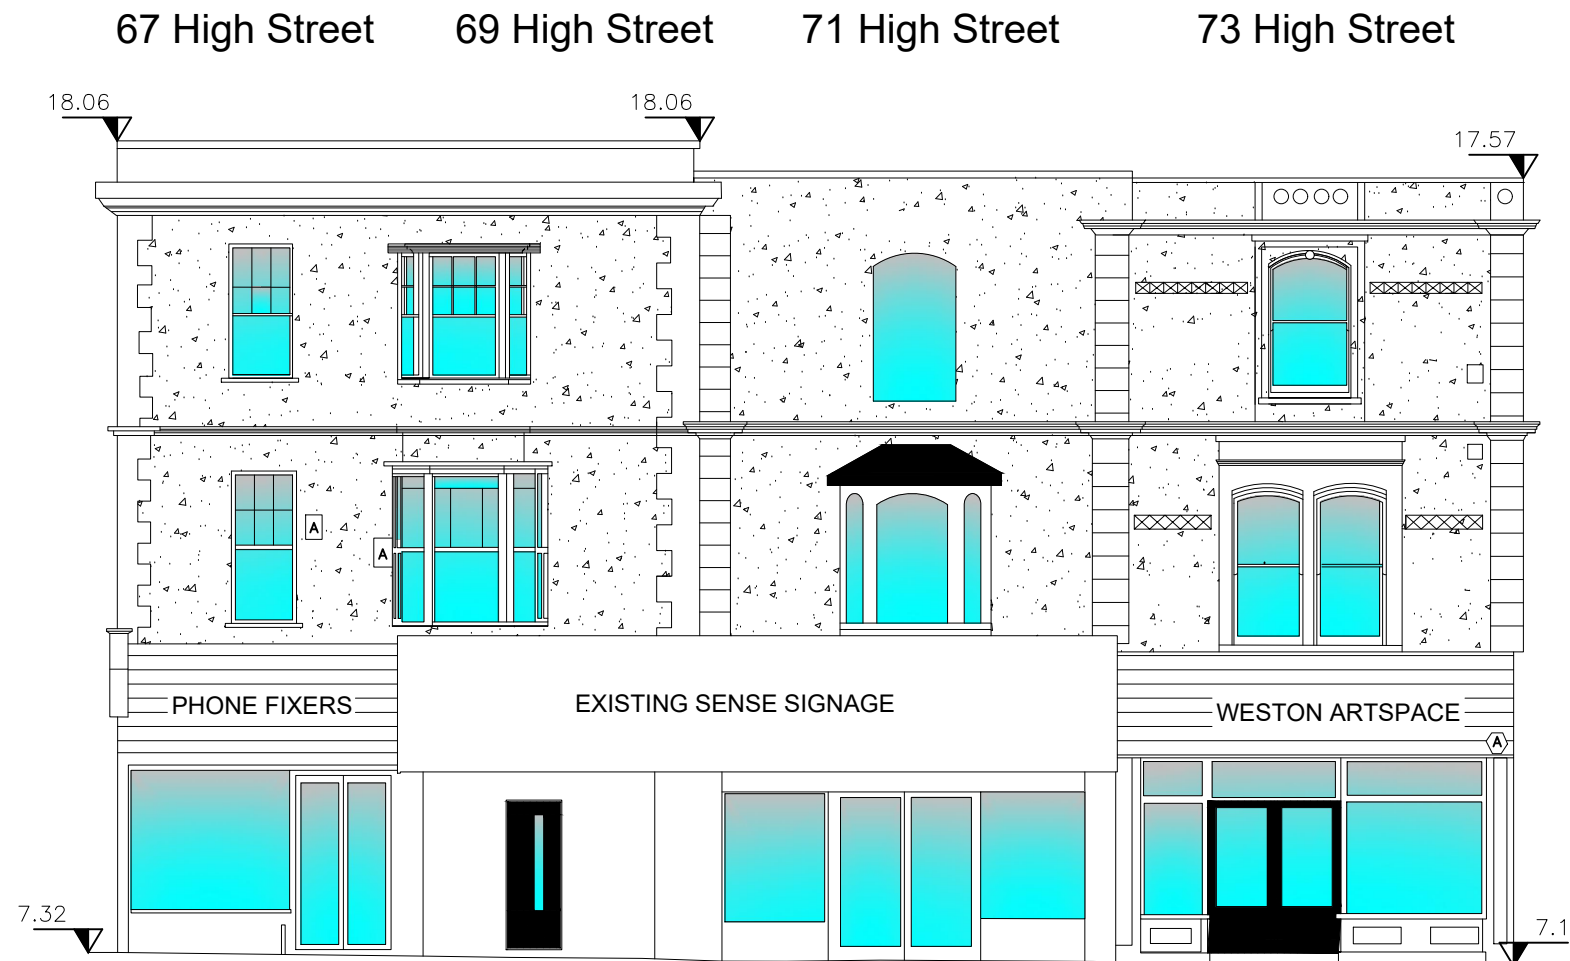 67 High Street 69 High Street 71 High Street 73 High Street
18.06 18.06
17.57
A
A
PHONE FIXERS EXISTING SENSE SIGNAGE WESTON ARTSPACE
A
7.32
7.1